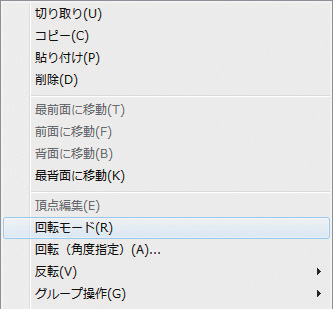 切り取り(U)
コピー(C)
貼り付け(P)
削除(D)
最前面に移動(T)
前面に移動(F)
背面に移動(B)
最背面に移動(K)
頂点編集(E)
回転モード(R)
回転（角度指定）(A)...
反転(V)
グループ操作(G)